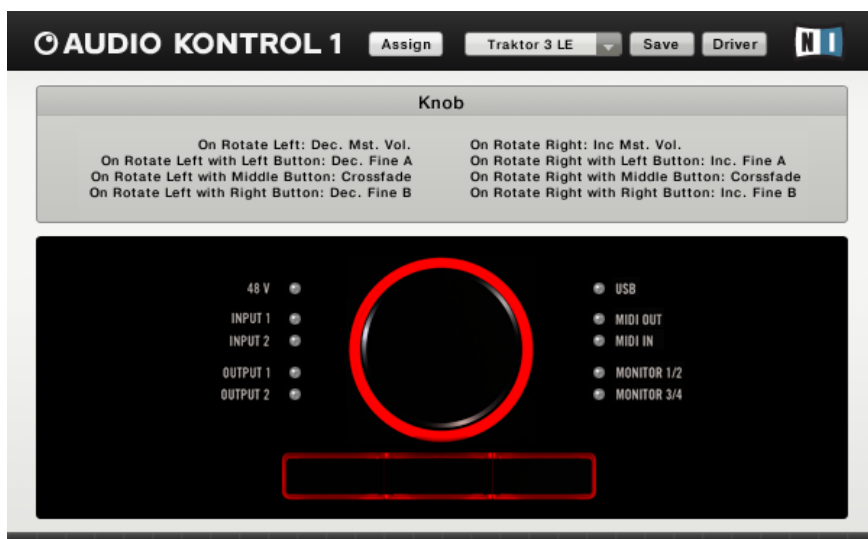 AUDIO KONTROL 1 Assign Traktor 3 LE Save Driver NI
Knob
On Rotate Left: Dec. Mst. Vol. On Rotate Right: Inc Mst. Vol.
On Rotate Left with Left Button: Dec. Fine A On Rotate Right with Left Button: Inc. Fine A
On Rotate Left with Middle Button: Crossfade On Rotate Right with Middle Button: Corssfade
On Rotate Left with Right Button: Dec. Fine B On Rotate Right with Right Button: Inc. Fine B
48 V USB
INPUT 1 MIDI OUT
INPUT 2 MIDI IN
OUTPUT 1 MONITOR 1/2
OUTPUT 2 MONITOR 3/4